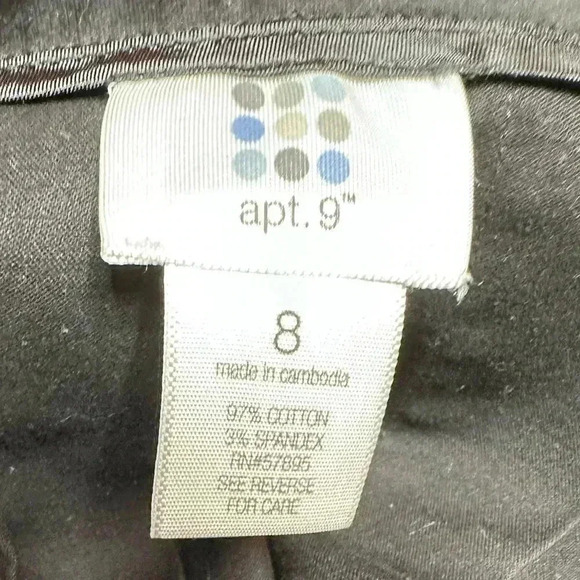 apt. 9™
8
made in cambodia
97% COTTON
3% SPANDEX
RN#57895
SEE REVERSE
FOR CARE